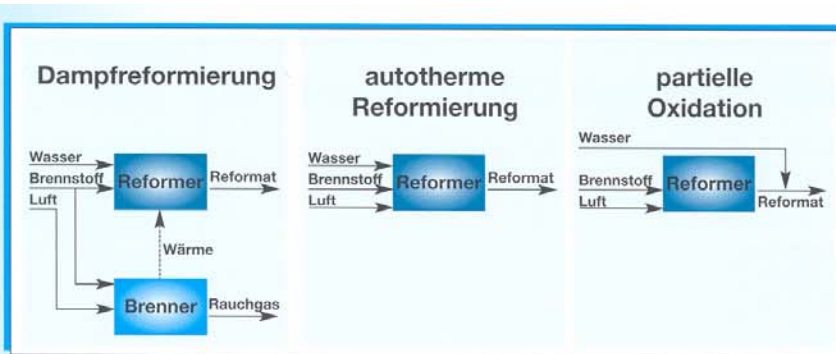 Dampfreformierung
Wasser
Brennstoff
Luft
Reformer
Reformat
Wärme
Brenner
Rauchgas
autotherme
Reformierung
Wasser
Brennstoff
Luft
Reformer
Reformat
partielle
Oxidation
Wasser
Brennstoff
Luft
Reformer
Reformat